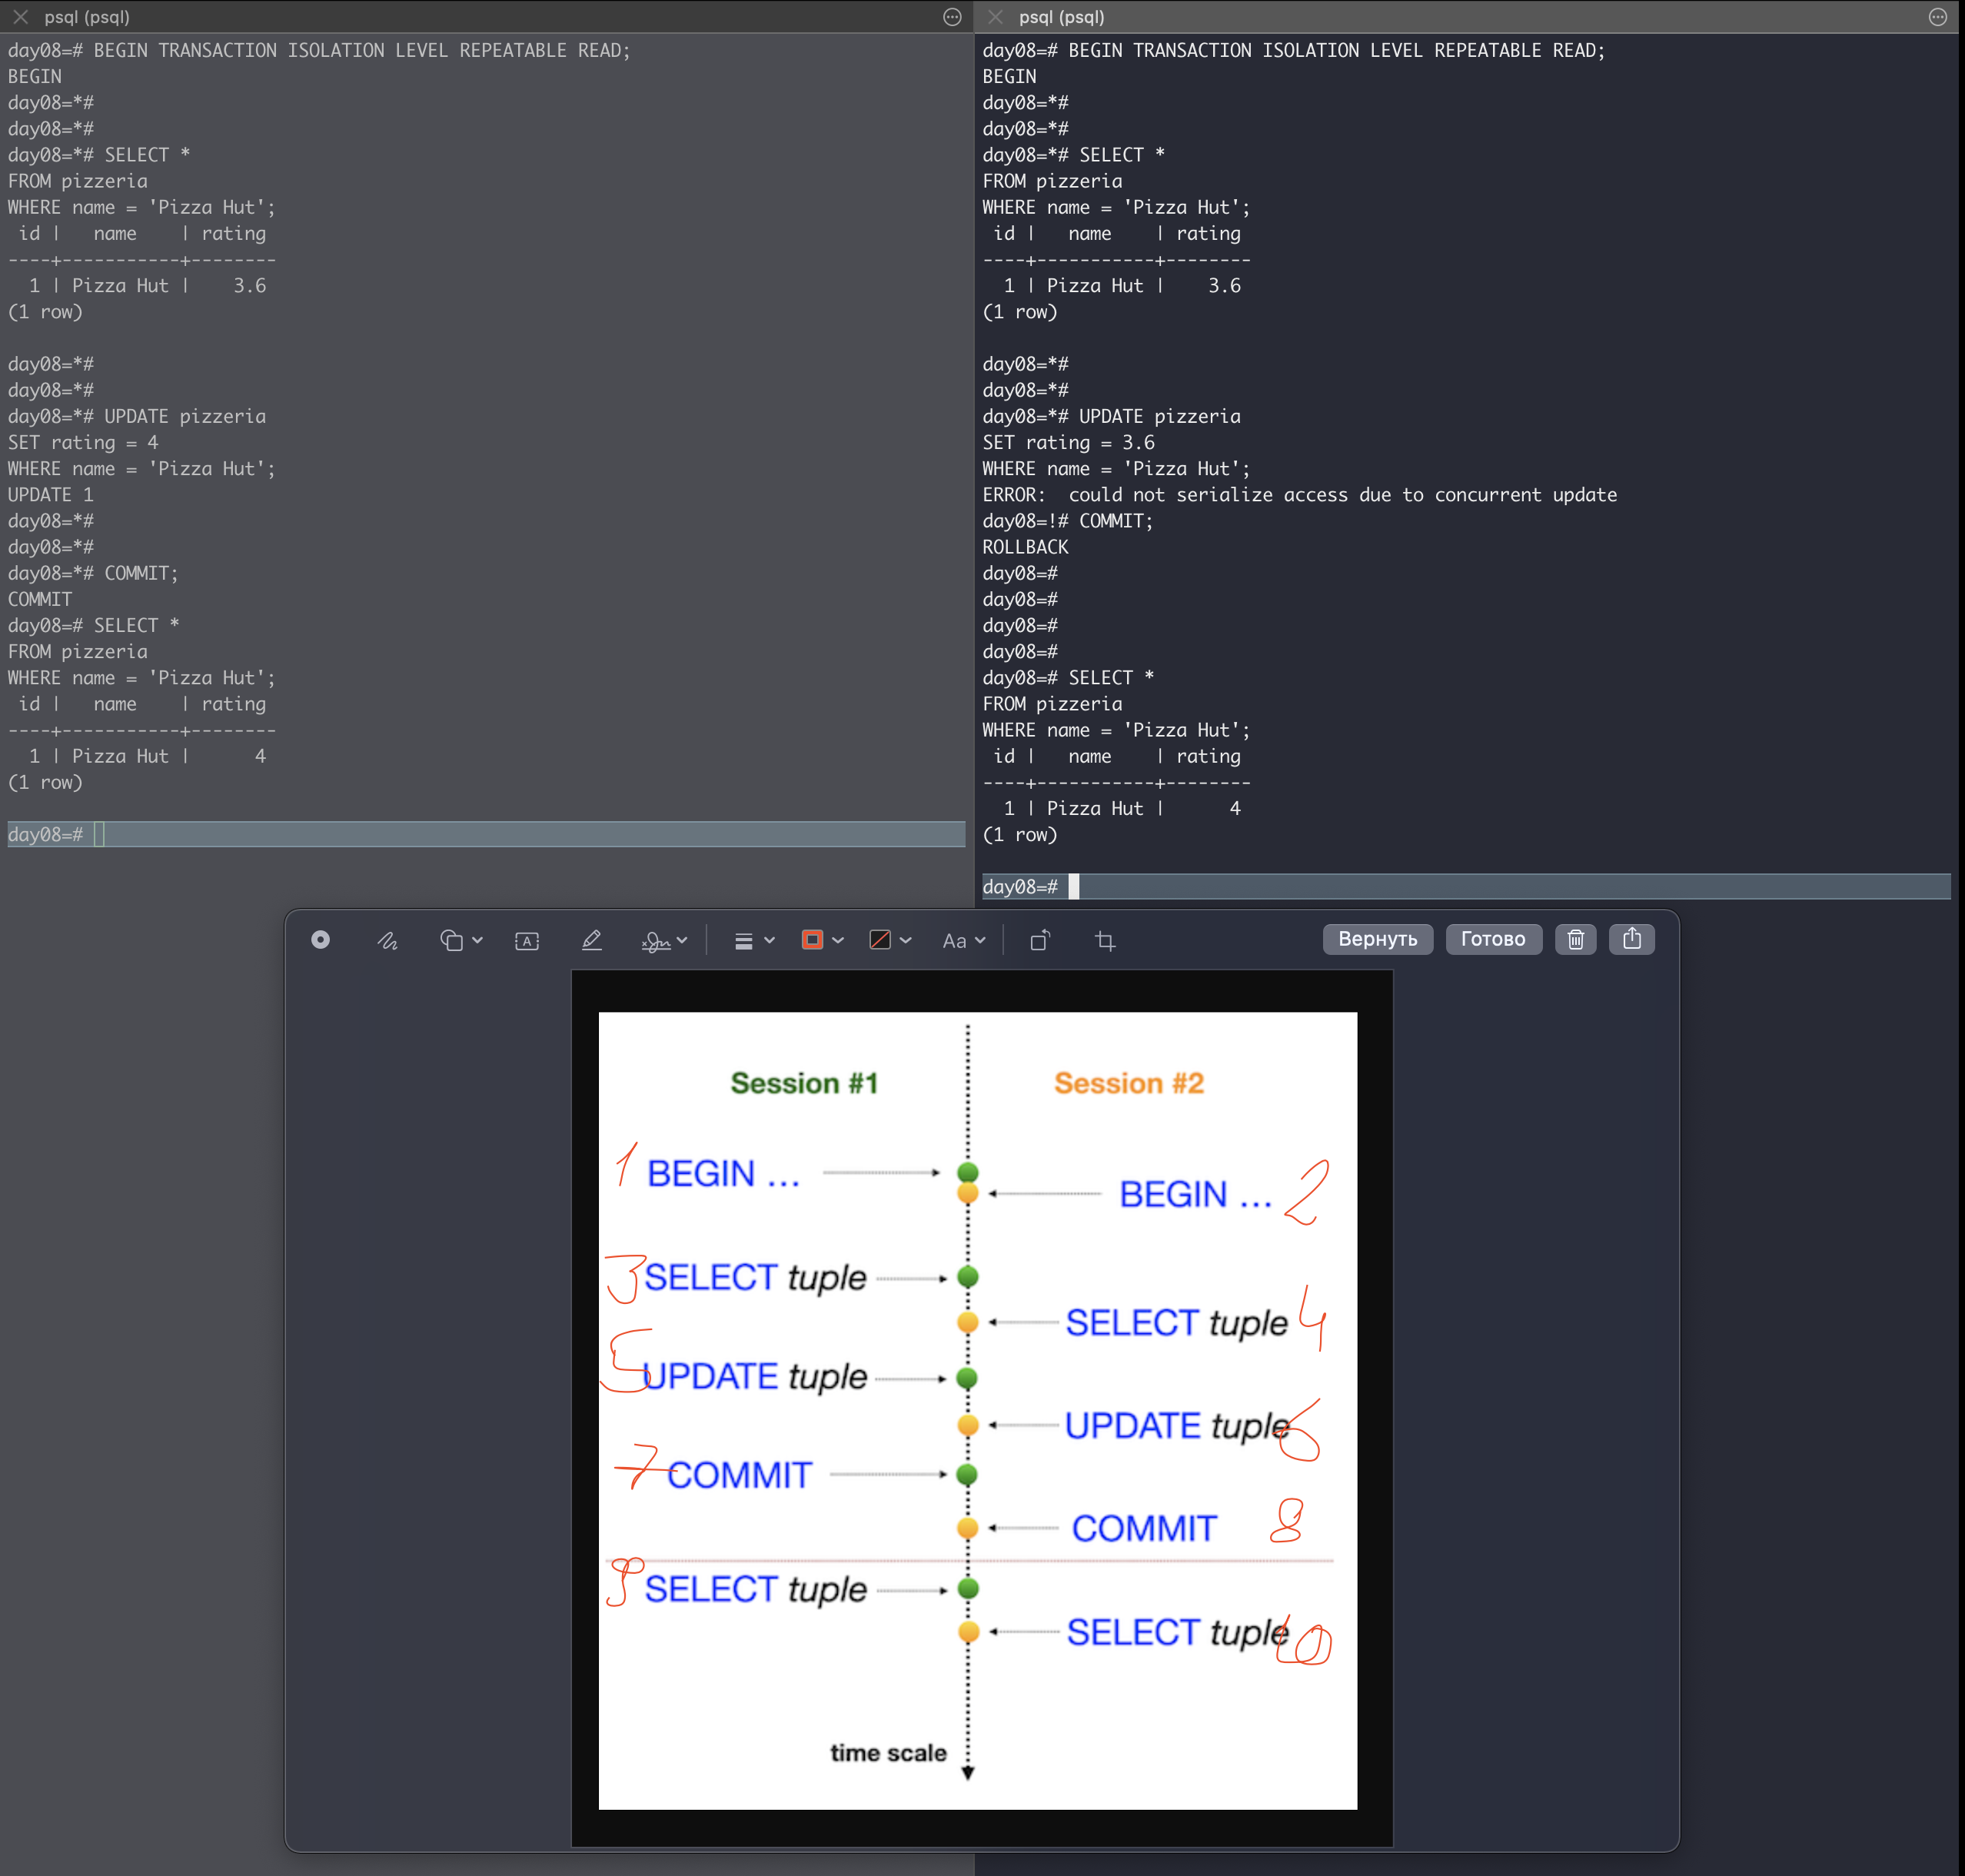 psql (psql)
day08=# BEGIN TRANSACTION ISOLATION LEVEL REPEATABLE READ;
BEGIN
day08=*#
day08=*#
day08=*# SELECT *
FROM pizzeria
WHERE name = 'Pizza Hut';
 id |   name    | rating
----+-----------+--------
  1 | Pizza Hut |    3.6
(1 row)
day08=*#
day08=*#
day08=*# UPDATE pizzeria
SET rating = 4
WHERE name = 'Pizza Hut';
UPDATE 1
day08=*#
day08=*#
day08=*# COMMIT;
COMMIT
day08=# SELECT *
FROM pizzeria
WHERE name = 'Pizza Hut';
 id |   name    | rating
----+-----------+--------
  1 | Pizza Hut |      4
(1 row)
day08=#
psql (psql)
day08=# BEGIN TRANSACTION ISOLATION LEVEL REPEATABLE READ;
BEGIN
day08=*#
day08=*#
day08=*# SELECT *
FROM pizzeria
WHERE name = 'Pizza Hut';
 id |   name    | rating
----+-----------+--------
  1 | Pizza Hut |    3.6
(1 row)
day08=*#
day08=*#
day08=*# UPDATE pizzeria
SET rating = 3.6
WHERE name = 'Pizza Hut';
ERROR:  could not serialize access due to concurrent update
day08=!# COMMIT;
ROLLBACK
day08=#
day08=#
day08=#
day08=#
day08=# SELECT *
FROM pizzeria
WHERE name = 'Pizza Hut';
 id |   name    | rating
----+-----------+--------
  1 | Pizza Hut |      4
(1 row)
day08=#
A Aa Вернуть Готово
Session #1 Session #2
1 BEGIN ...
BEGIN ... 2
3 SELECT tuple
SELECT tuple 4
5 UPDATE tuple
UPDATE tuple 6
7 COMMIT
COMMIT 8
9 SELECT tuple
SELECT tuple 10
time scale